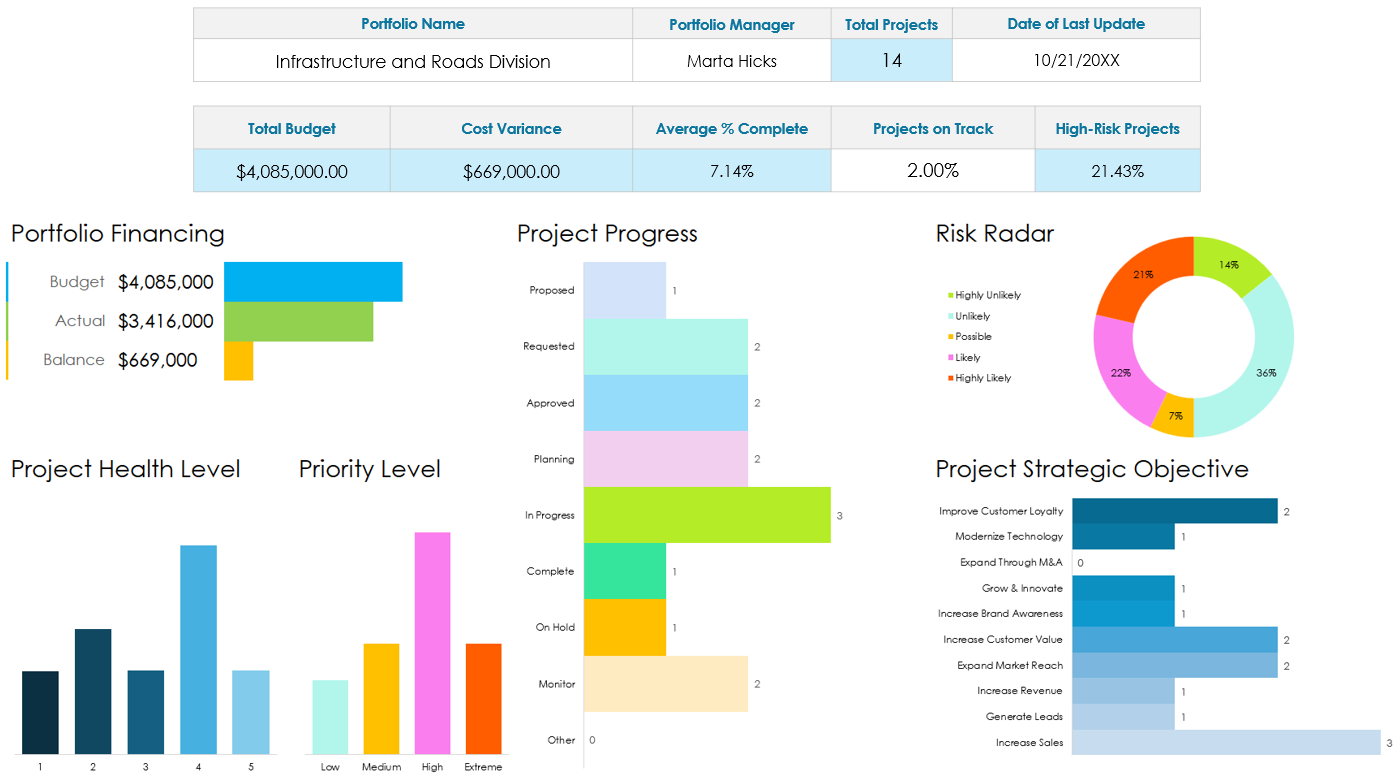 Portfolio Name Portfolio Manager Total Projects Date of Last Update
Infrastructure and Roads Division Marta Hicks 14 10/21/20XX
Total Budget Cost Variance Average % Complete Projects on Track High-Risk Projects
$4,085,000.00 $669,000.00 7.14% 2.00% 21.43%
Portfolio Financing
Budget $4,085,000
Actual $3,416,000
Balance $669,000
Project Progress
Proposed 1
Requested 2
Approved 2
Planning 2
In Progress 3
Complete 1
On Hold 1
Monitor 2
Other 0
Risk Radar
Highly Unlikely
Unlikely
Possible
Likely
Highly Likely
14%
36%
7%
22%
21%
Project Health Level
1 2 3 4 5
Priority Level
Low Medium High Extreme
Project Strategic Objective
Improve Customer Loyalty 2
Modernize Technology 1
Expand Through M&A 0
Grow & Innovate 1
Increase Brand Awareness 1
Increase Customer Value 2
Expand Market Reach 2
Increase Revenue 1
Generate Leads 1
Increase Sales 3